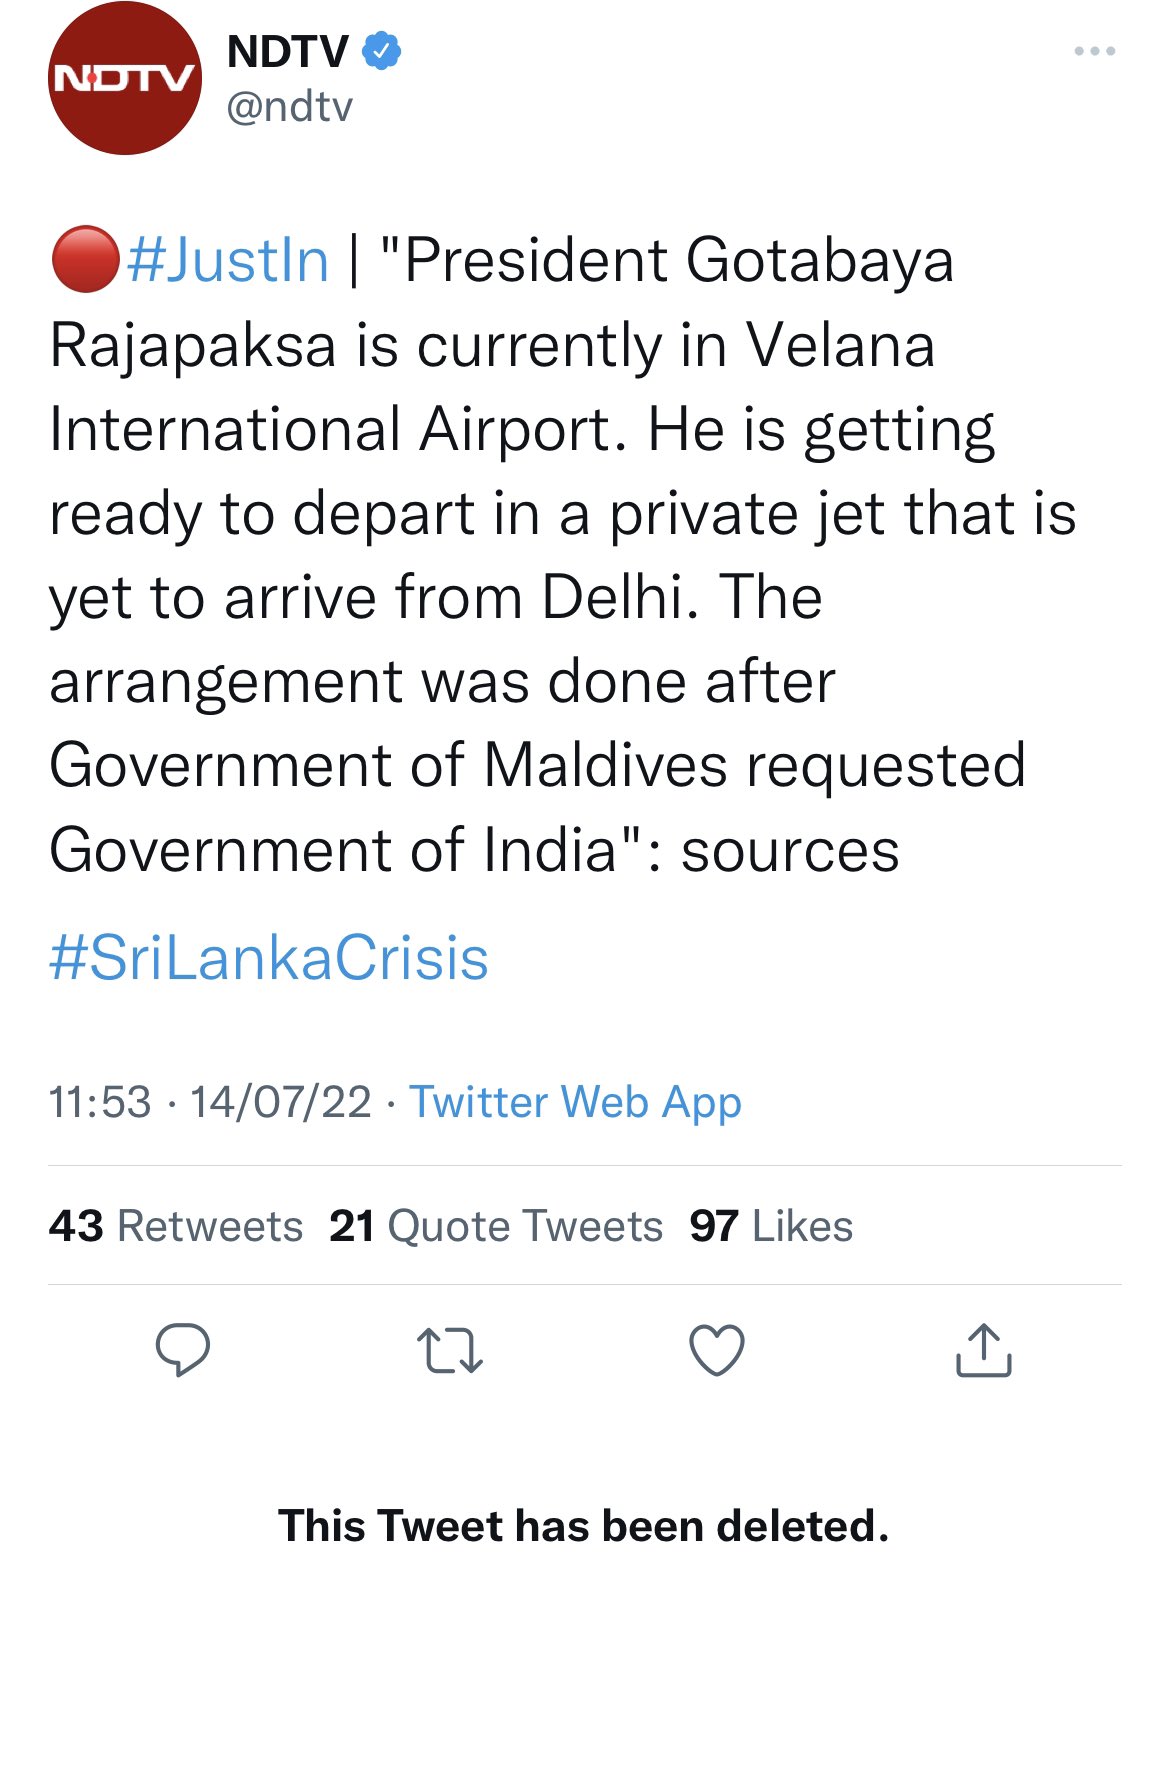 NDTV
NDTV
@ndtv
🔴#JustIn | "President Gotabaya
Rajapaksa is currently in Velana
International Airport. He is getting
ready to depart in a private jet that is
yet to arrive from Delhi. The
arrangement was done after
Government of Maldives requested
Government of India": sources
#SriLankaCrisis
11:53 · 14/07/22 · Twitter Web App
43 Retweets 21 Quote Tweets 97 Likes
This Tweet has been deleted.